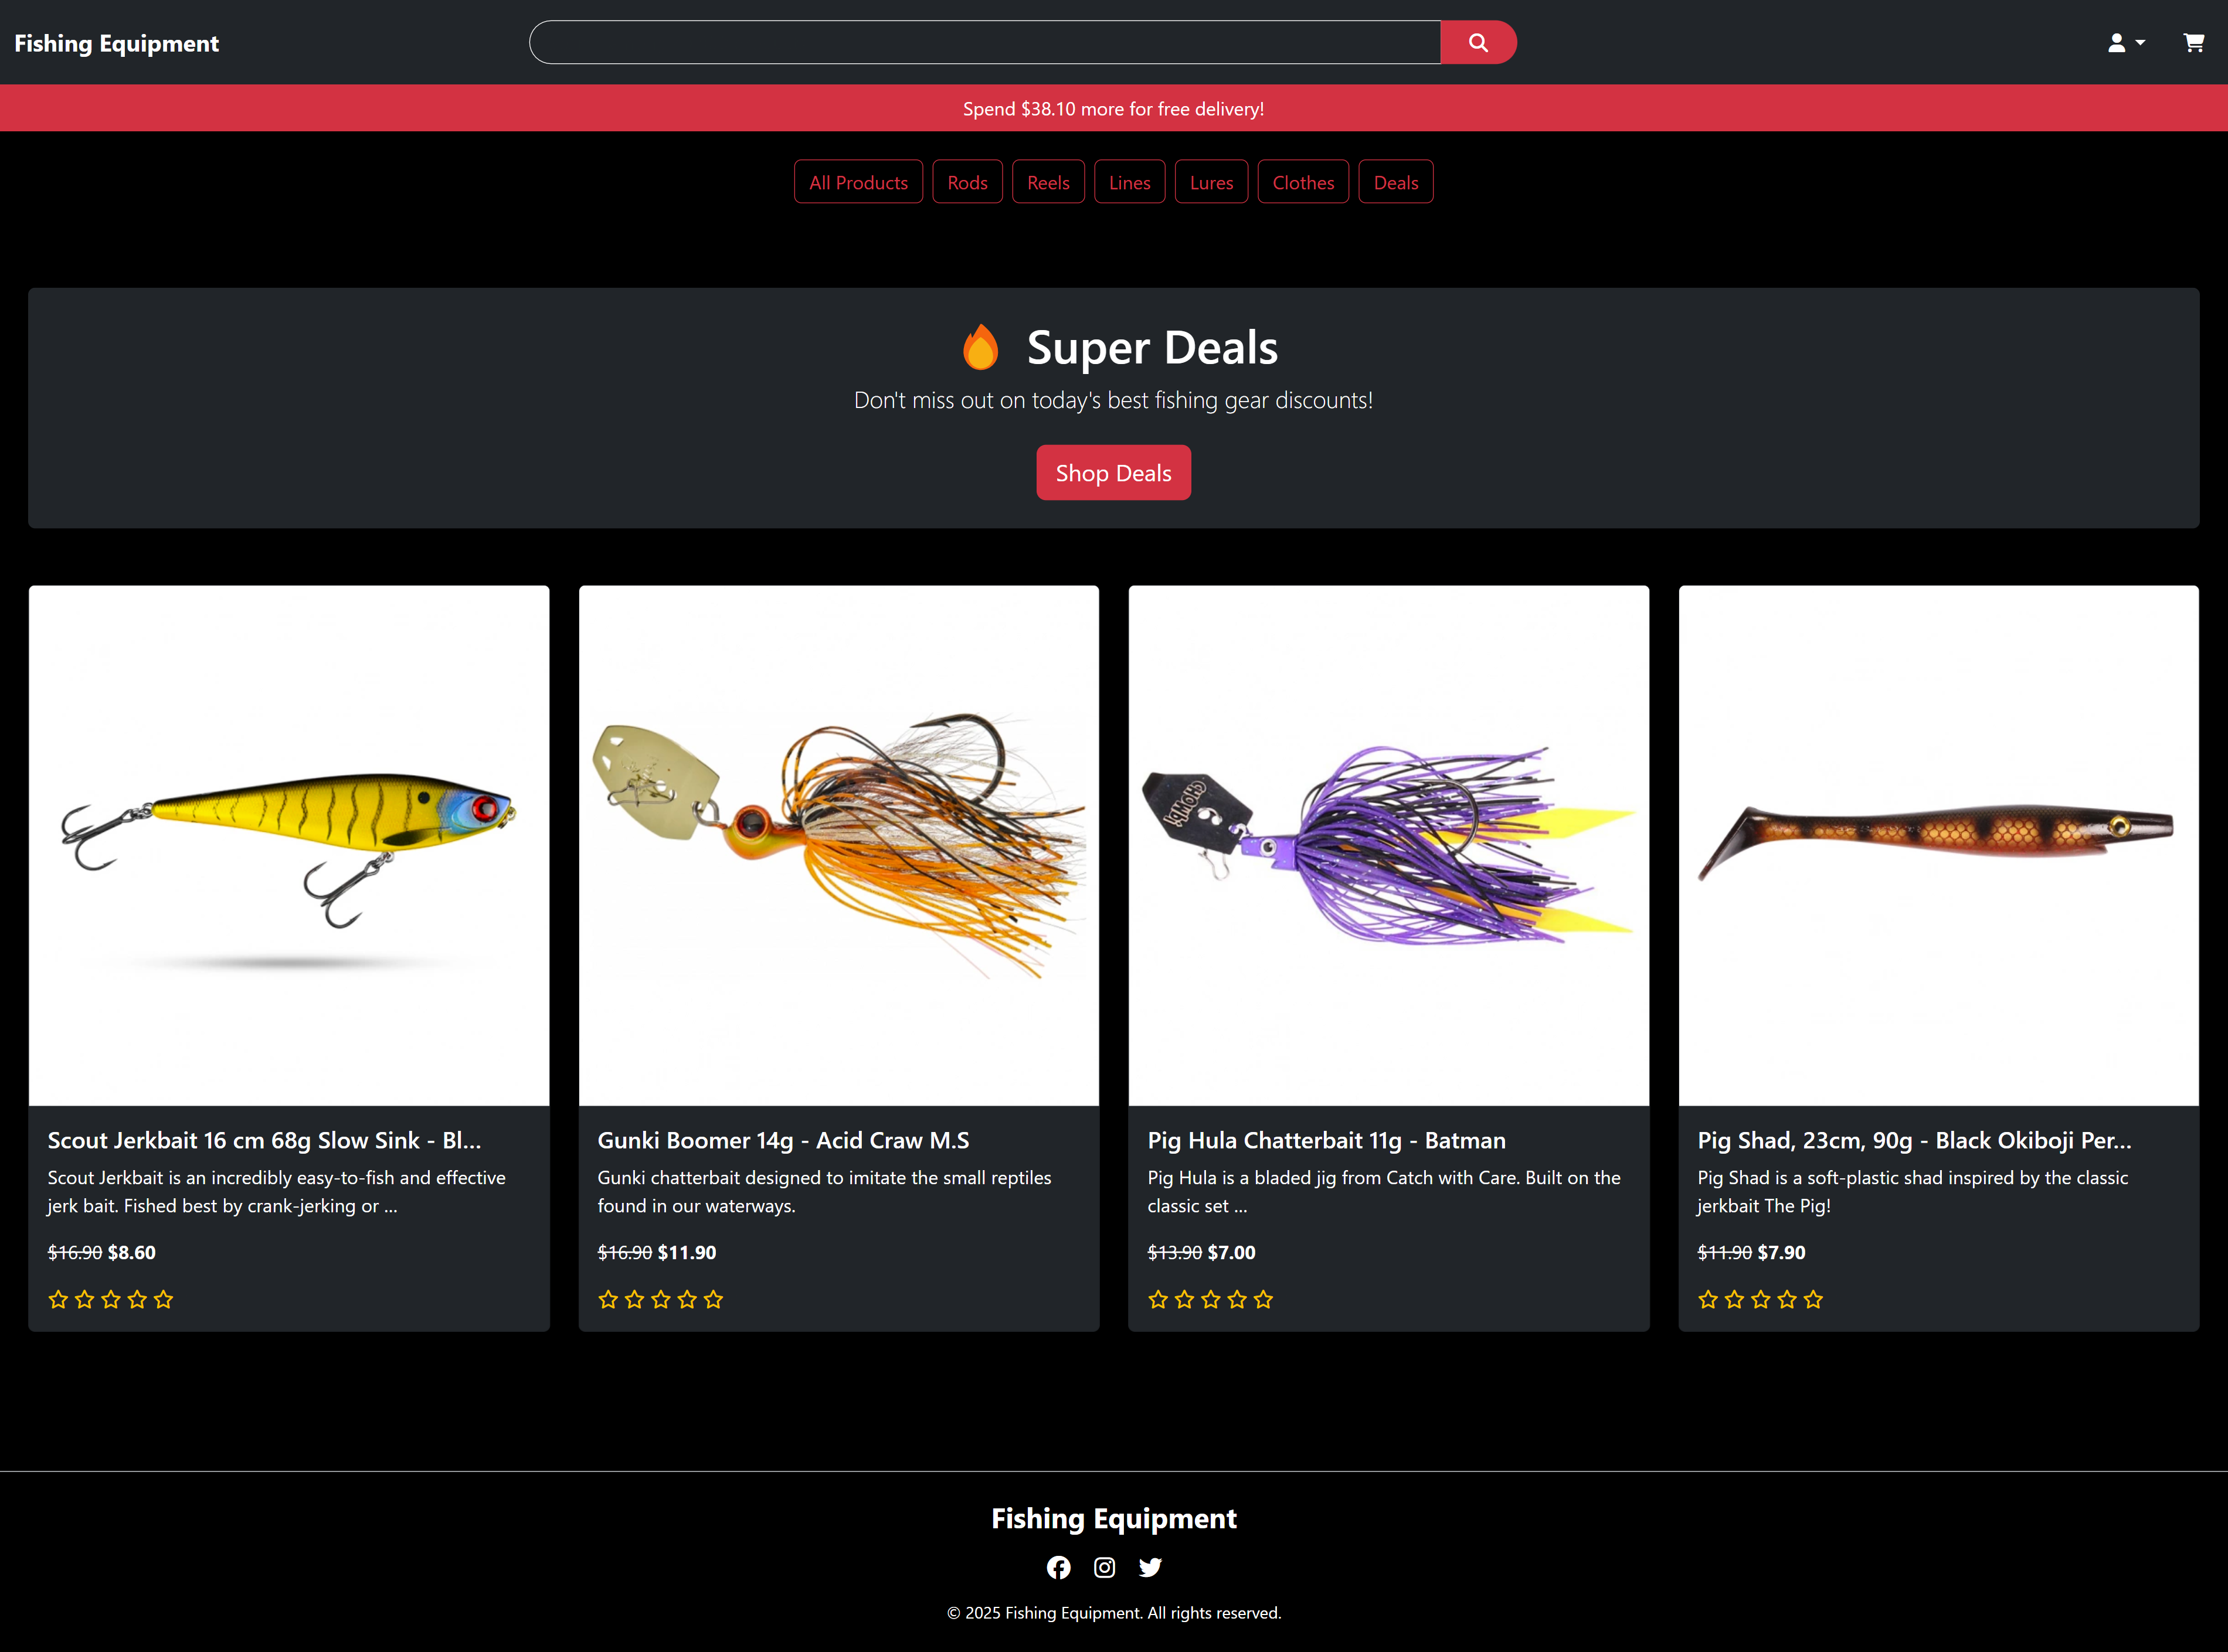 Fishing Equipment
Spend $38.10 more for free delivery!
All Products
Rods
Reels
Lines
Lures
Clothes
Deals
Super Deals
Don't miss out on today's best fishing gear discounts!
Shop Deals
Scout Jerkbait 16 cm 68g Slow Sink - Bl...
Scout Jerkbait is an incredibly easy-to-fish and effective
jerk bait. Fished best by crank-jerking or ...
$16.90 $8.60
Gunki Boomer 14g - Acid Craw M.S
Gunki chatterbait designed to imitate the small reptiles
found in our waterways.
$16.90 $11.90
Pig Hula Chatterbait 11g - Batman
Pig Hula is a bladed jig from Catch with Care. Built on the
classic set ...
$13.90 $7.00
Pig Shad, 23cm, 90g - Black Okiboji Per...
Pig Shad is a soft-plastic shad inspired by the classic
jerkbait The Pig!
$11.90 $7.90
Fishing Equipment
© 2025 Fishing Equipment. All rights reserved.